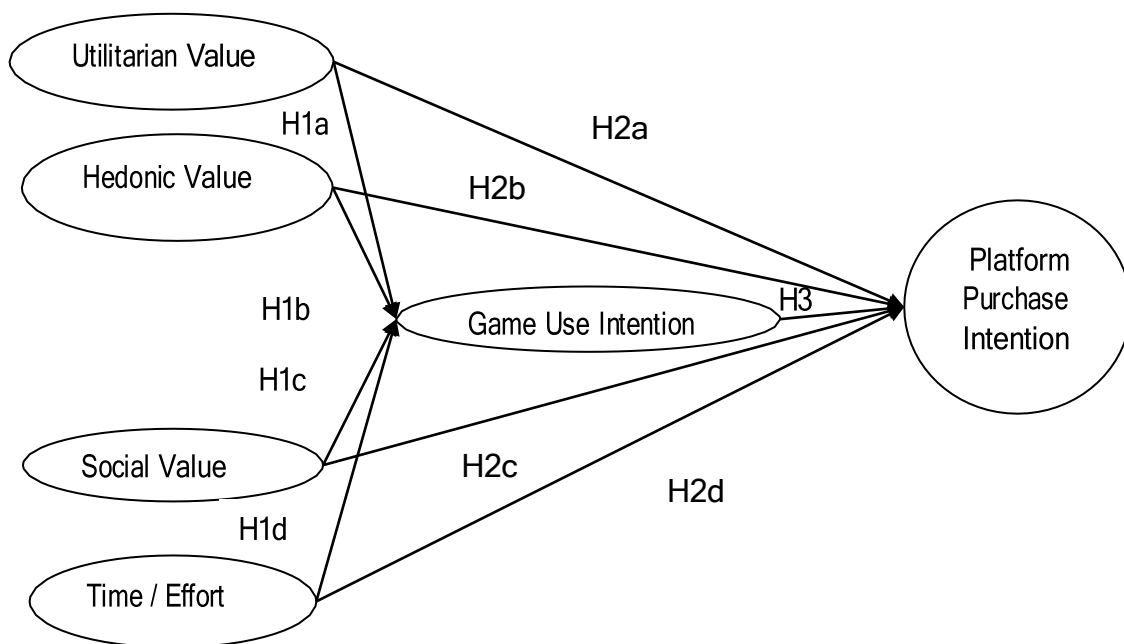 Utilitarian Value
H1a
H2a
Hedonic Value
H2b
H1b
H3
Game Use Intention
Platform
Purchase
Intention
H1c
Social Value
H2c
H2d
H1d
Time / Effort